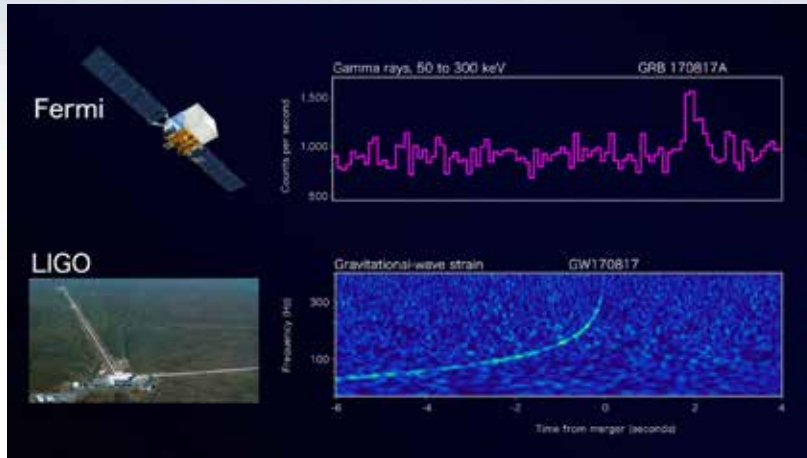 Fermi
Gamma rays, 50 to 300 keV
GRB 170817A
Counts per second
1,500
1,000
500
LIGO
Gravitational-wave strain
GW170817
Frequency (Hz)
300
100
-6
-4
-2
0
2
4
Time from merger (seconds)